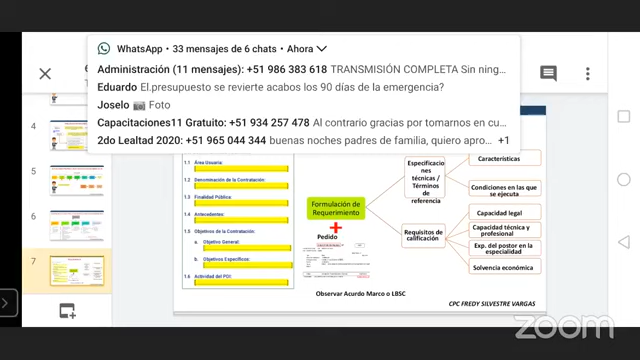 WhatsApp • 33 mensajes de 6 chats • Ahora
Administración (11 mensajes): +51 986 383 618 TRANSMISIÓN COMPLETA Sin ning…
Eduardo El.presupuesto se revierte acabos los 90 días de la emergencia?
Joselo 📷 Foto
Capacitaciones11 Gratuito: +51 934 257 478 Al contrario gracias por tomarnos en cu…
2do Lealtad 2020: +51 965 044 344 buenas noches padres de familia, quiero apro… +1
4
5
6
7
1.1 Área Usuaria:
1.2 Denominación de la Contratación:
1.3 Finalidad Pública:
1.4 Antecedentes:
1.5 Objetivos de la Contratación:
a. Objetivo General:
b. Objetivos Específicos:
1.6 Actividad del POI:
Formulación de
Requerimiento
Pedido
Especificacio
nes
técnicas /
Términos
de
referencia
Características
Condiciones en las que
se ejecuta
Requisitos de
calificación
Capacidad legal
Capacidad técnica y
profesional
Exp. del postor en la
especialidad
Solvencia económica
Observar Acurdo Marco o LBSC
CPC FREDY SILVESTRE VARGAS
zoom